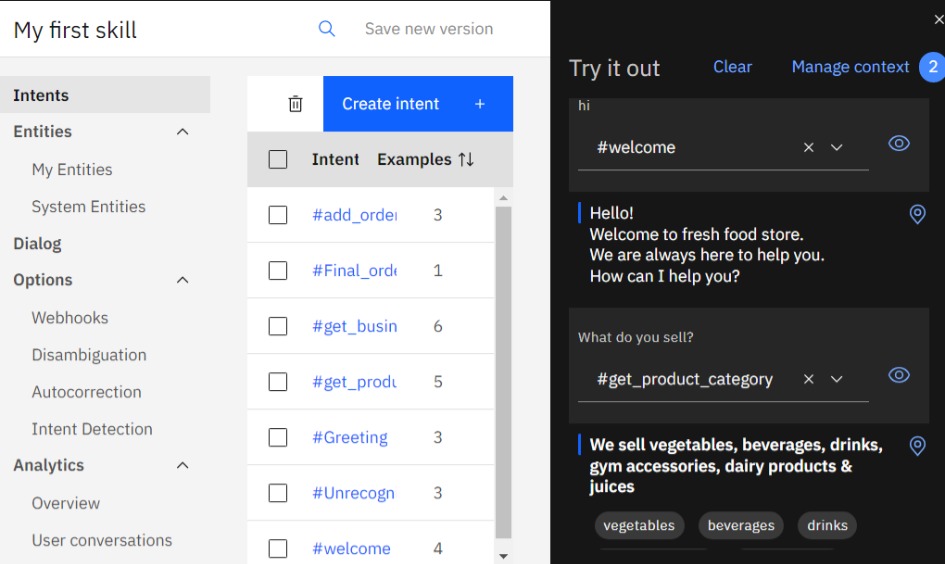 My first skill
Save new version
Intents
Entities
My Entities
System Entities
Dialog
Options
Webhooks
Disambiguation
Autocorrection
Intent Detection
Analytics
Overview
User conversations
Create intent +
Intent Examples
#add_order 3
#Final_orde 1
#get_busin 6
#get_produ 5
#Greeting 3
#Unrecogn 3
#welcome 4
Try it out Clear Manage context 2
hi
#welcome
Hello!
Welcome to fresh food store.
We are always here to help you.
How can I help you?
What do you sell?
#get_product_category
We sell vegetables, beverages, drinks,
gym accessories, dairy products &
juices
vegetables beverages drinks